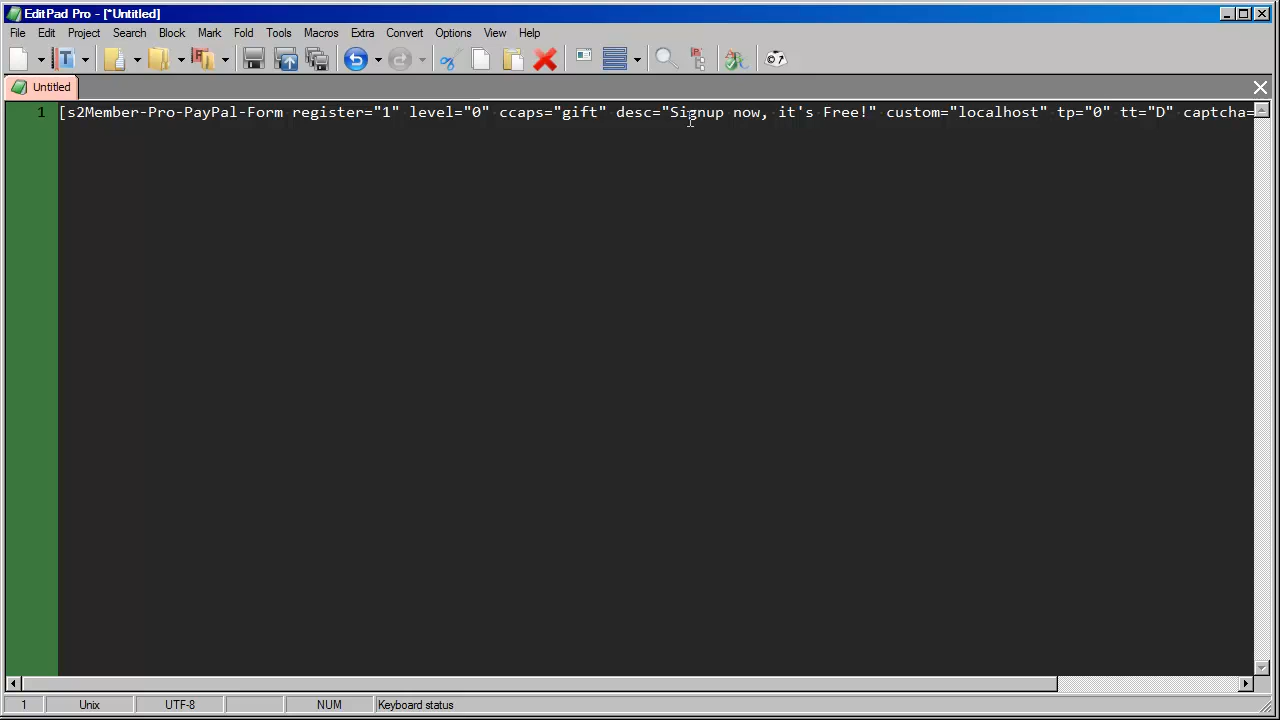 EditPad Pro - [*Untitled]
File Edit Project Search Block Mark Fold Tools Macros Extra Convert Options View Help
Untitled
1 [s2Member-Pro-PayPal-Form register="1" level="0" ccaps="gift" desc="Signup now, it's Free!" custom="localhost" tp="0" tt="D" captcha=
1 Unix UTF-8 NUM Keyboard status